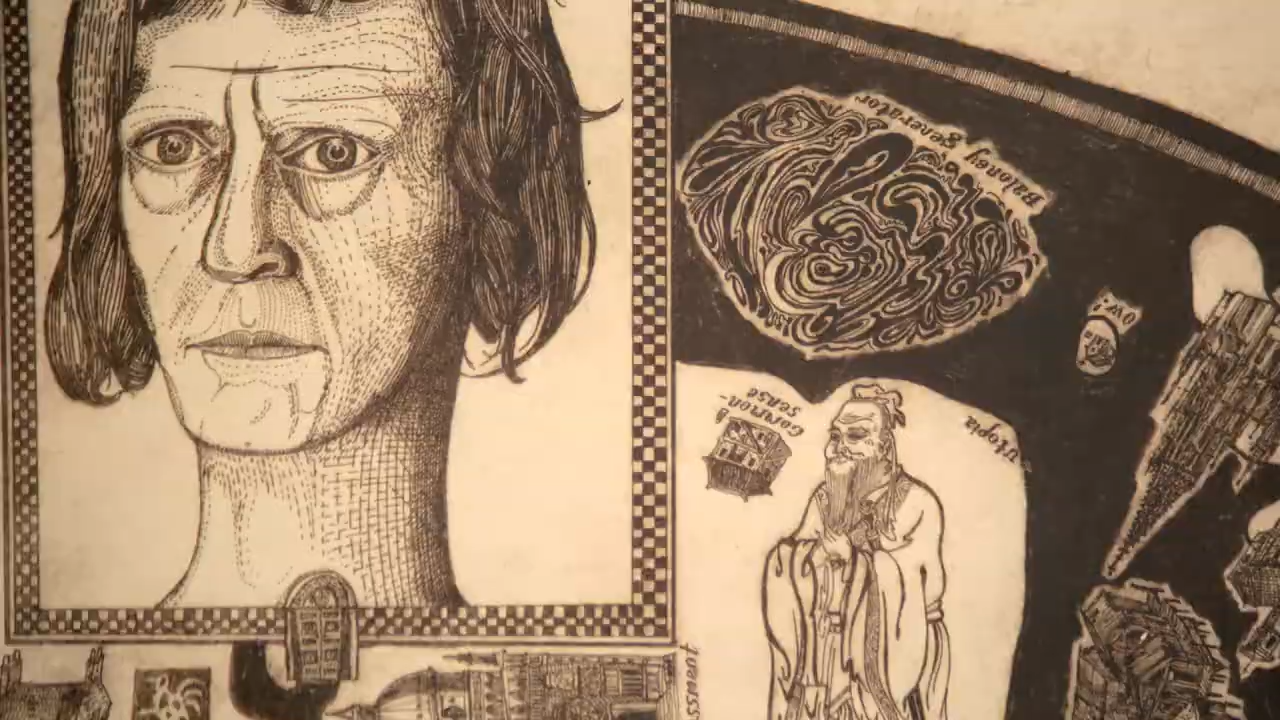 Baloney generator
Common-
sense
Utopia